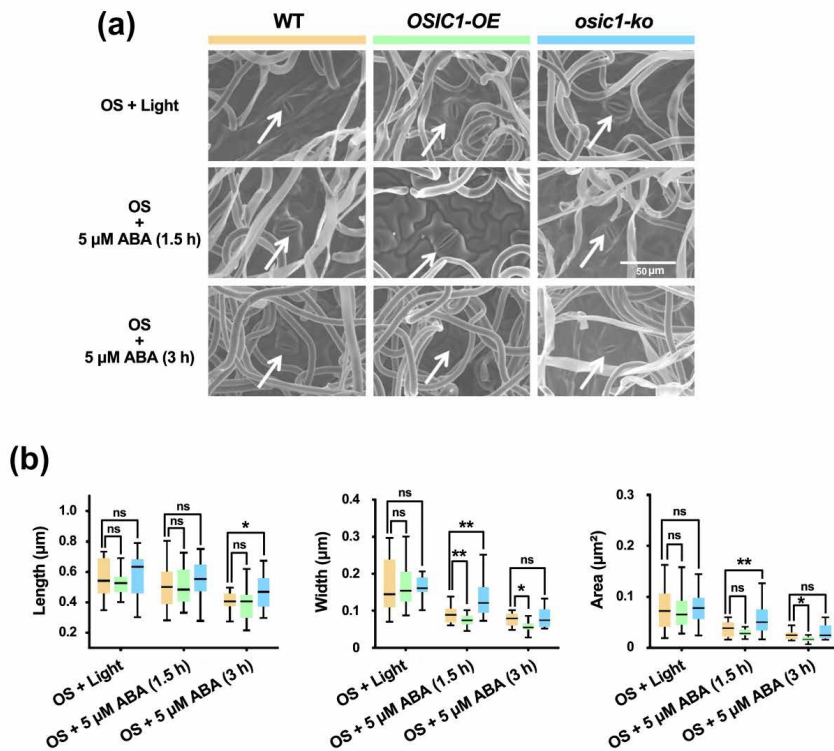 (a)
WT
OSIC1-OE
osic1-ko
OS + Light
OS
+
5 µM ABA (1.5 h)
50 µm
OS
+
5 µM ABA (3 h)
(b)
Length (µm)
1.0
0.8
0.6
0.4
0.2
ns
ns
ns
ns
*
ns
OS + Light
OS + 5 µM ABA (1.5 h)
OS + 5 µM ABA (3 h)
Width (µm)
0.4
0.3
0.2
0.1
0
ns
ns
**
**
ns
*
OS + Light
OS + 5 µM ABA (1.5 h)
OS + 5 µM ABA (3 h)
Area (µm²)
0.3
0.2
0.1
0
ns
ns
**
ns
ns
*
OS + Light
OS + 5 µM ABA (1.5 h)
OS + 5 µM ABA (3 h)